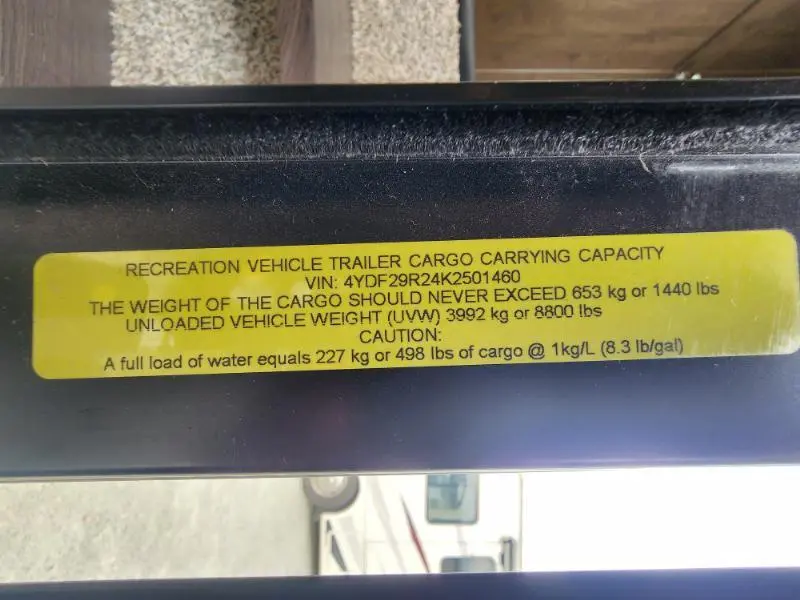 RECREATION VEHICLE TRAILER CARGO CARRYING CAPACITY
VIN: 4YDF29R24K2501460
THE WEIGHT OF THE CARGO SHOULD NEVER EXCEED 653 kg or 1440 lbs
UNLOADED VEHICLE WEIGHT (UVW) 3992 kg or 8800 lbs
CAUTION:
A full load of water equals 227 kg or 498 lbs of cargo @ 1kg/L (8.3 lb/gal)